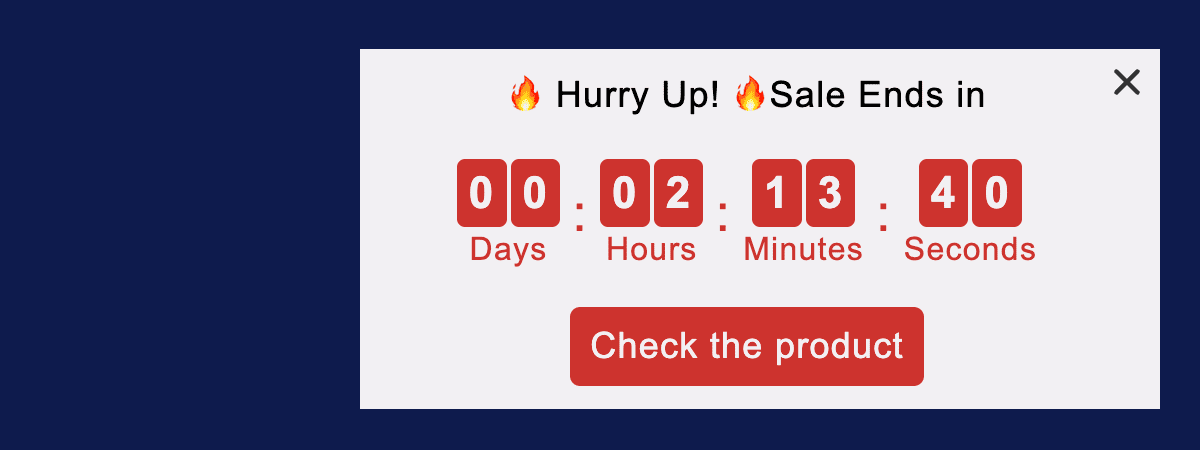 🔥 Hurry Up! 🔥Sale Ends in
00 : 02 : 13 : 40
Days Hours Minutes Seconds
Check the product